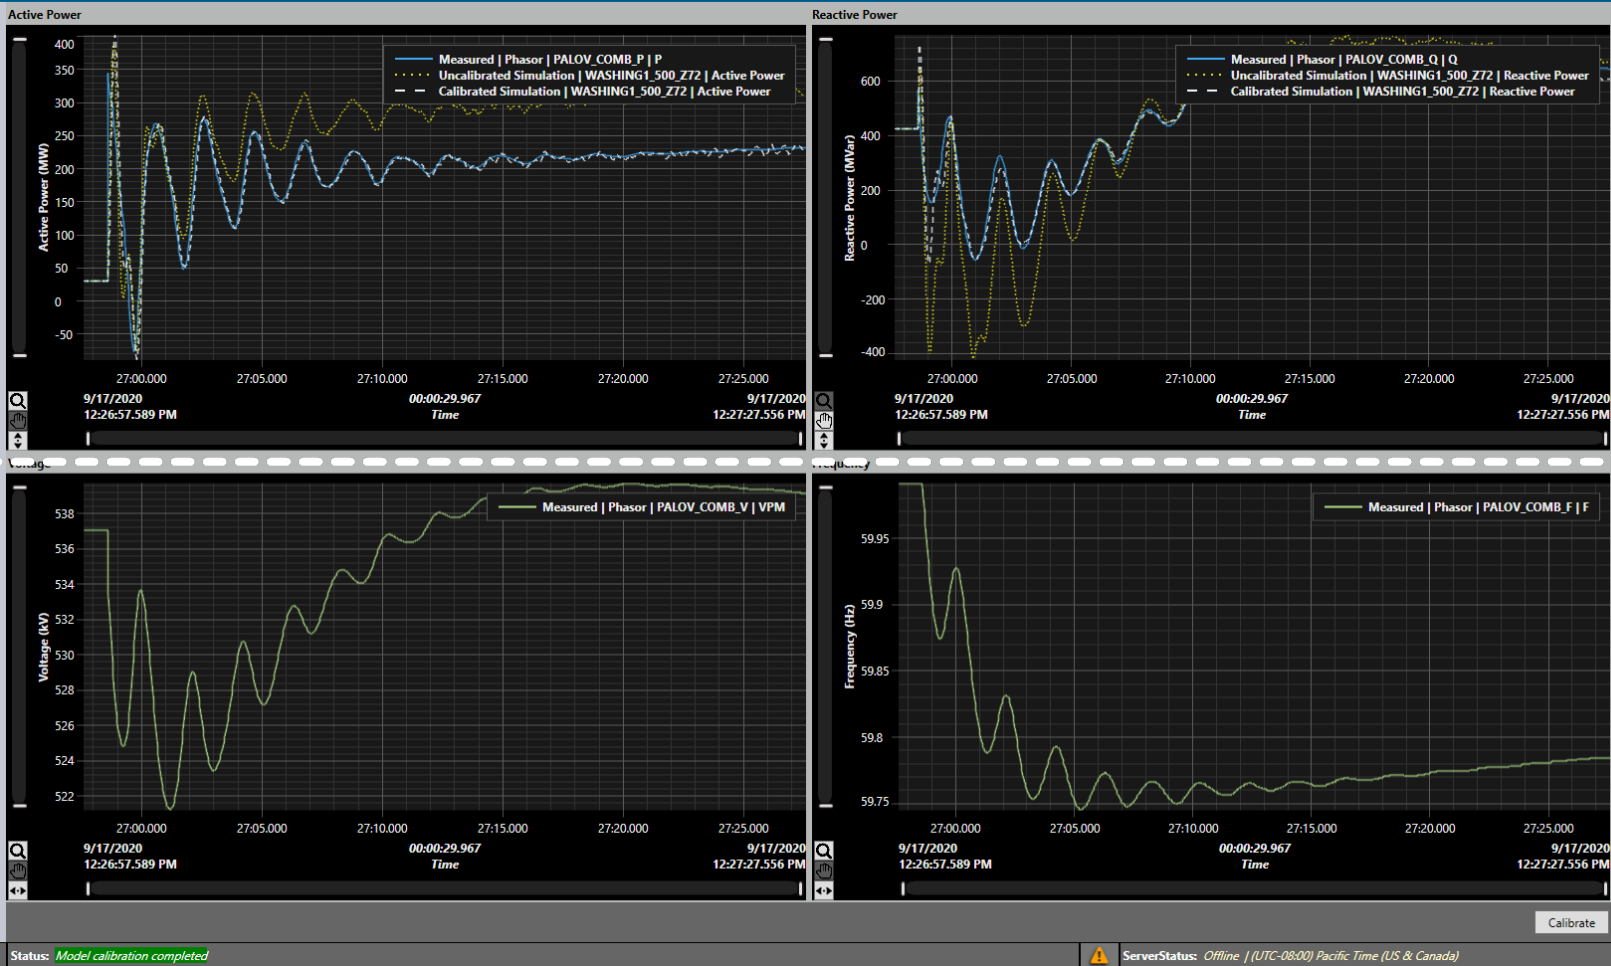 Active Power
Measured | Phasor | PALOV_COMB_P | P
Uncalibrated Simulation | WASHING1_500_Z72 | Active Power
Calibrated Simulation | WASHING1_500_Z72 | Active Power
Active Power (MW)
400
350
300
250
200
150
100
50
0
-50
27:00.000 27:05.000 27:10.000 27:15.000 27:20.000 27:25.000
9/17/2020 00:00:29.967 9/17/2020
12:26:57.589 PM Time 12:27:27.556 PM
Reactive Power
Measured | Phasor | PALOV_COMB_Q | Q
Uncalibrated Simulation | WASHING1_500_Z72 | Reactive Power
Calibrated Simulation | WASHING1_500_Z72 | Reactive Power
Reactive Power (MVar)
600
400
200
0
-200
-400
27:00.000 27:05.000 27:10.000 27:15.000 27:20.000 27:25.000
9/17/2020 00:00:29.967 9/17/2020
12:26:57.589 PM Time 12:27:27.556 PM
Voltage
Measured | Phasor | PALOV_COMB_V | VPM
Voltage (kV)
538
536
534
532
530
528
526
524
522
27:00.000 27:05.000 27:10.000 27:15.000 27:20.000 27:25.000
9/17/2020 00:00:29.967 9/17/2020
12:26:57.589 PM Time 12:27:27.556 PM
Frequency
Measured | Phasor | PALOV_COMB_F | F
Frequency (Hz)
59.95
59.9
59.85
59.8
59.75
27:00.000 27:05.000 27:10.000 27:15.000 27:20.000 27:25.000
9/17/2020 00:00:29.967 9/17/2020
12:26:57.589 PM Time 12:27:27.556 PM
Calibrate
Status: Model calibration completed
ServerStatus: Offline | (UTC-08:00) Pacific Time (US & Canada)